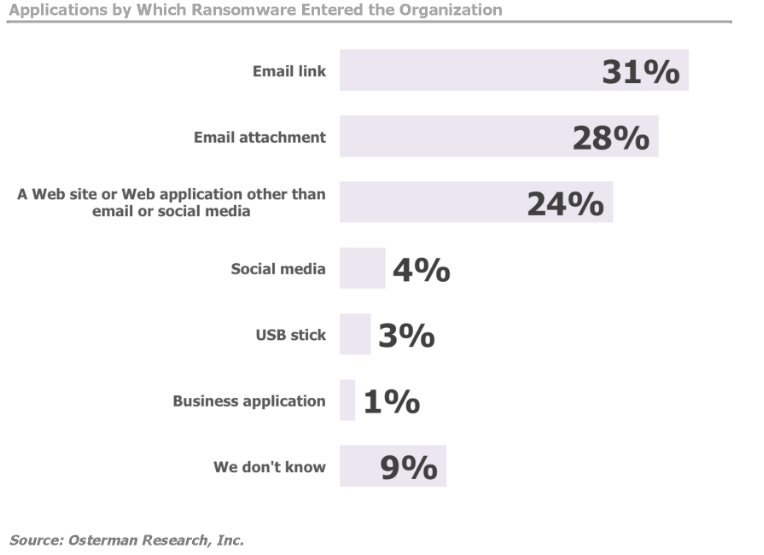 Applications by Which Ransomware Entered the Organization
Email link
31%
Email attachment
28%
A Web site or Web application other than
email or social media
24%
Social media
4%
USB stick
3%
Business application
1%
We don't know
9%
Source: Osterman Research, Inc.